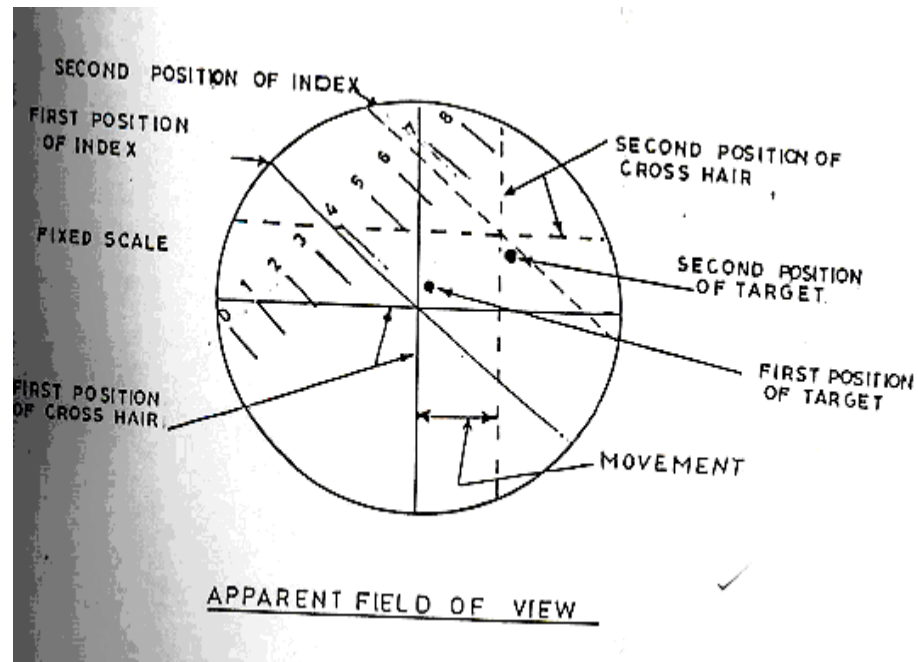 SECOND POSITION OF INDEX
FIRST POSITION
OF INDEX
SECOND POSITION OF
CROSS HAIR
FIXED SCALE
0
1
2
3
4
5
6
7
8
SECOND POSITION
OF TARGET
FIRST POSITION
OF TARGET
FIRST POSITION
OF CROSS HAIR
MOVEMENT
APPARENT FIELD OF VIEW